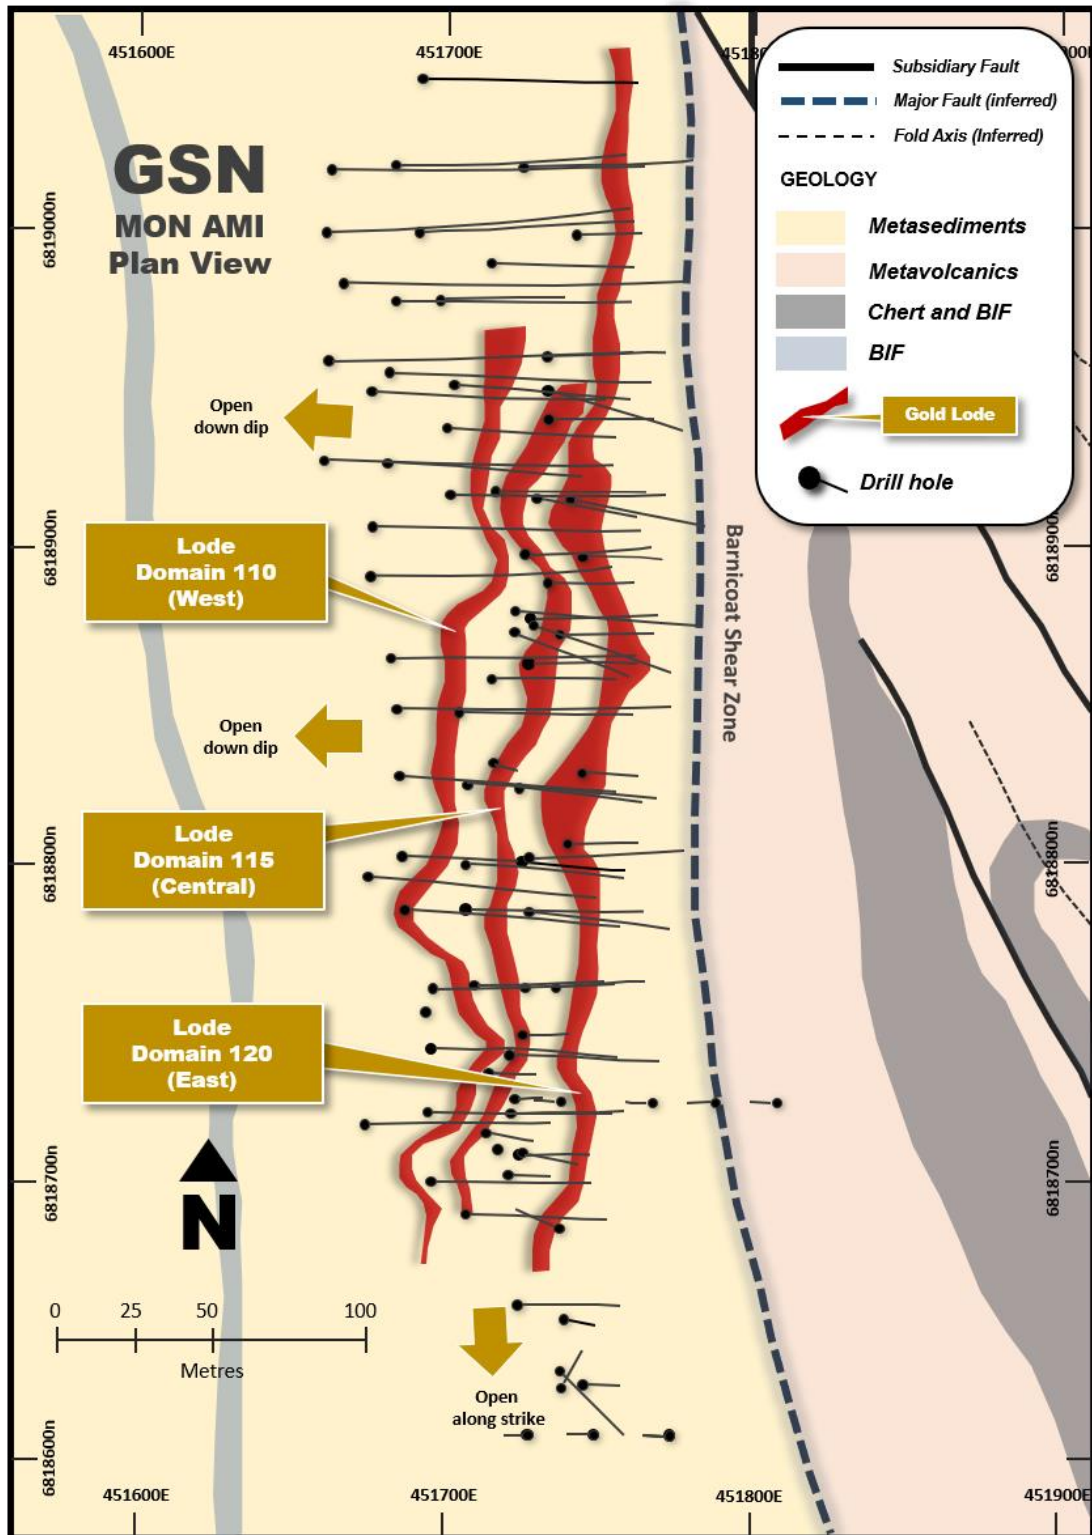 451600E
451700E
Subsidiary Fault
Major Fault (inferred)
Fold Axis (Inferred)
GEOLOGY
Metasediments
Metavolcanics
Chert and BIF
BIF
Gold Lode
Drill hole
GSN
MON AMI
Plan View
6819000n
Open
down dip
6818900n
6818900n
Lode
Domain 110
(West)
Barnicoat Shear Zone
Open
down dip
Lode
Domain 115
(Central)
6818800n
6818800n
Lode
Domain 120
(East)
N
6818700n
6818700n
0 25 50 100
Metres
Open
along strike
6818600n
451600E
451700E
451800E
451900E